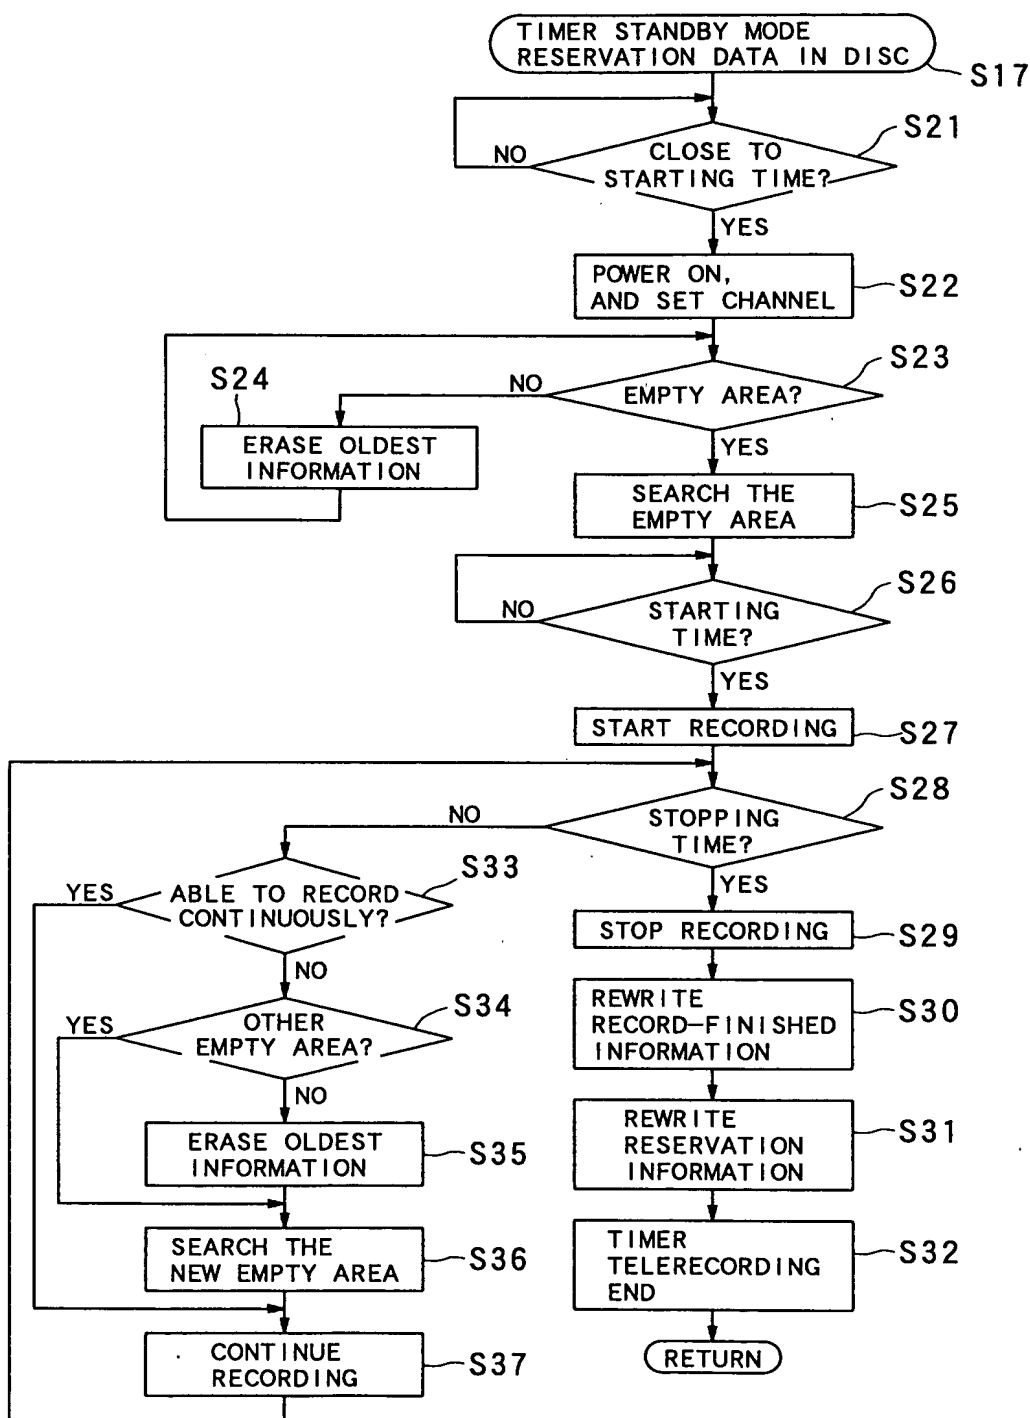 TIMER STANDBY MODE
RESERVATION DATA IN DISC
S17
S21
CLOSE TO
STARTING TIME?
NO
YES
POWER ON,
AND SET CHANNEL
S22
S23
EMPTY AREA?
NO
S24
ERASE OLDEST
INFORMATION
YES
SEARCH THE
EMPTY AREA
S25
S26
STARTING
TIME?
NO
YES
START RECORDING
S27
S28
STOPPING
TIME?
NO
YES
S33
ABLE TO RECORD
CONTINUOUSLY?
YES
NO
STOP RECORDING
S29
S34
OTHER
EMPTY AREA?
YES
NO
REWRITE
RECORD-FINISHED
INFORMATION
S30
ERASE OLDEST
INFORMATION
S35
REWRITE
RESERVATION
INFORMATION
S31
SEARCH THE
NEW EMPTY AREA
S36
TIMER
TELERECORDING
END
S32
CONTINUE
RECORDING
S37
RETURN